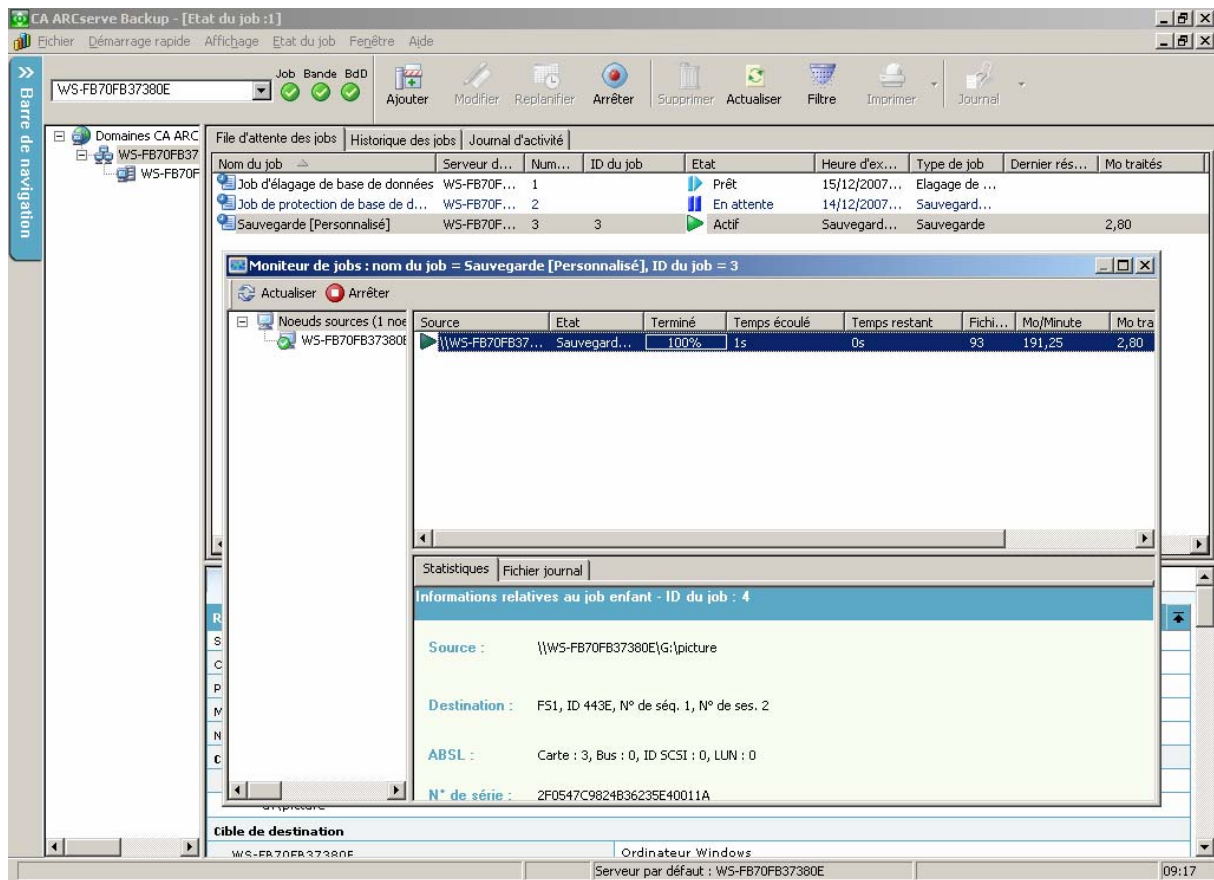 CA ARCserve Backup - [Etat du job :1]
Fichier Démarrage rapide Affichage Etat du job Fenêtre Aide
Barre de navigation
WS-FB70FB37380E
Job Bande BdD
Ajouter Modifier Replanifier Arrêter Supprimer Actualiser Filtre Imprimer Journal
Domaines CA ARC
WS-FB70FB37
WS-FB70F
File d'attente des jobs Historique des jobs Journal d'activité
Nom du job Serveur d... Num... ID du job Etat Heure d'ex... Type de job Dernier rés... Mo traités
Job d'élagage de base de données WS-FB70F... 1 Prêt 15/12/2007... Elagage de ...
Job de protection de base de d... WS-FB70F... 2 En attente 14/12/2007... Sauvegard...
Sauvegarde [Personnalisé] WS-FB70F... 3 3 Actif Sauvegard... Sauvegarde 2,80
Moniteur de jobs : nom du job = Sauvegarde [Personnalisé], ID du job = 3
Actualiser Arrêter
Noeuds sources (1 noe
WS-FB70FB37380E
Source Etat Terminé Temps écoulé Temps restant Fichi... Mo/Minute Mo tra
\\WS-FB70FB37... Sauvegard... 100% 1s 0s 93 191,25 2,80
Statistiques Fichier journal
Informations relatives au job enfant - ID du job : 4
Source : \\WS-FB70FB37380E\G:\picture
Destination : FS1, ID 443E, N° de séq. 1, N° de ses. 2
ABSL : Carte : 3, Bus : 0, ID SCSI : 0, LUN : 0
N° de série : 2F0547C9824B36235E40011A
R
S
C
P
M
N
C
Cible de destination
WS-FB70FB37380E Ordinateur Windows
Serveur par défaut : WS-FB70FB37380E 09:17